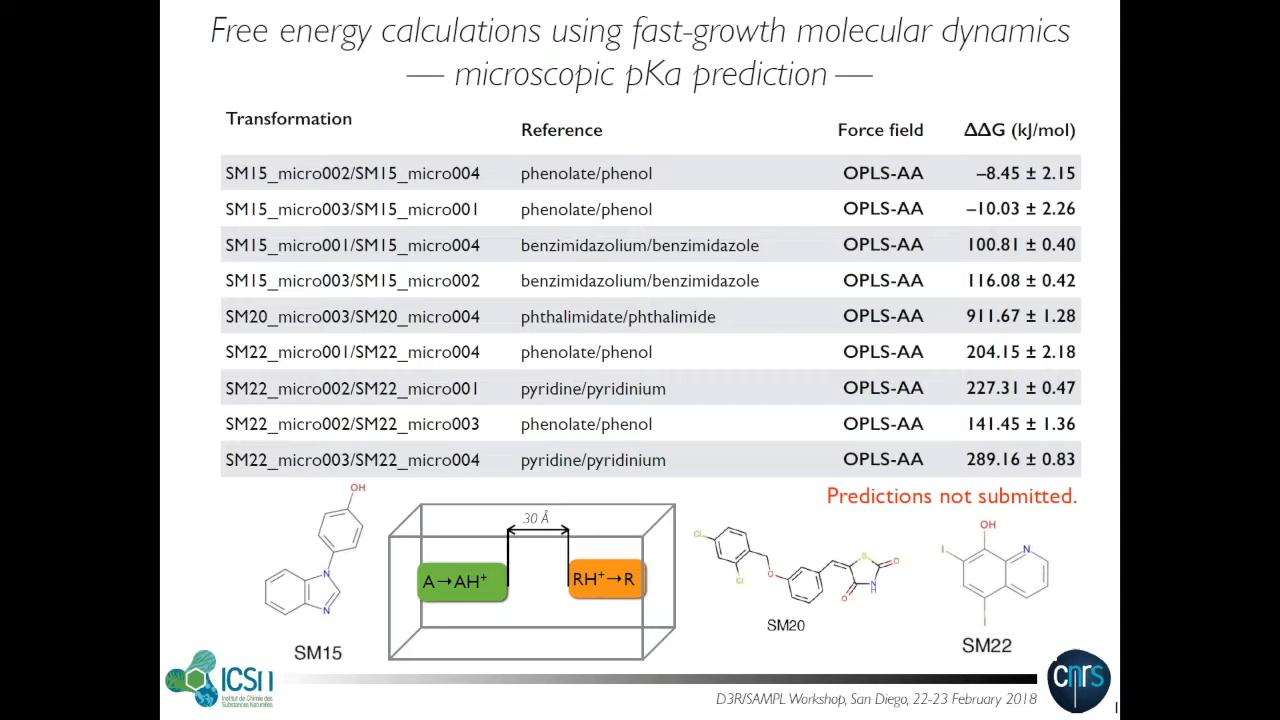 Free energy calculations using fast-growth molecular dynamics
— microscopic pKa prediction —
Transformation Reference Force field ΔΔG (kJ/mol)
SM15_micro002/SM15_micro004 phenolate/phenol OPLS-AA –8.45 ± 2.15
SM15_micro003/SM15_micro001 phenolate/phenol OPLS-AA –10.03 ± 2.26
SM15_micro001/SM15_micro004 benzimidazolium/benzimidazole OPLS-AA 100.81 ± 0.40
SM15_micro003/SM15_micro002 benzimidazolium/benzimidazole OPLS-AA 116.08 ± 0.42
SM20_micro003/SM20_micro004 phthalimidate/phthalimide OPLS-AA 911.67 ± 1.28
SM22_micro001/SM22_micro004 phenolate/phenol OPLS-AA 204.15 ± 2.18
SM22_micro002/SM22_micro001 pyridine/pyridinium OPLS-AA 227.31 ± 0.47
SM22_micro002/SM22_micro003 phenolate/phenol OPLS-AA 141.45 ± 1.36
SM22_micro003/SM22_micro004 pyridine/pyridinium OPLS-AA 289.16 ± 0.83
Predictions not submitted.
OH
N
N
SM15
30 Å
A→AH⁺
RH⁺→R
Cl
Cl
O
S
O
O
NH
SM20
OH
I
N
I
SM22
ICSN
Institut de Chimie des
Substances Naturelles
D3R/SAMPL Workshop, San Diego, 22-23 February 2018
cnrs